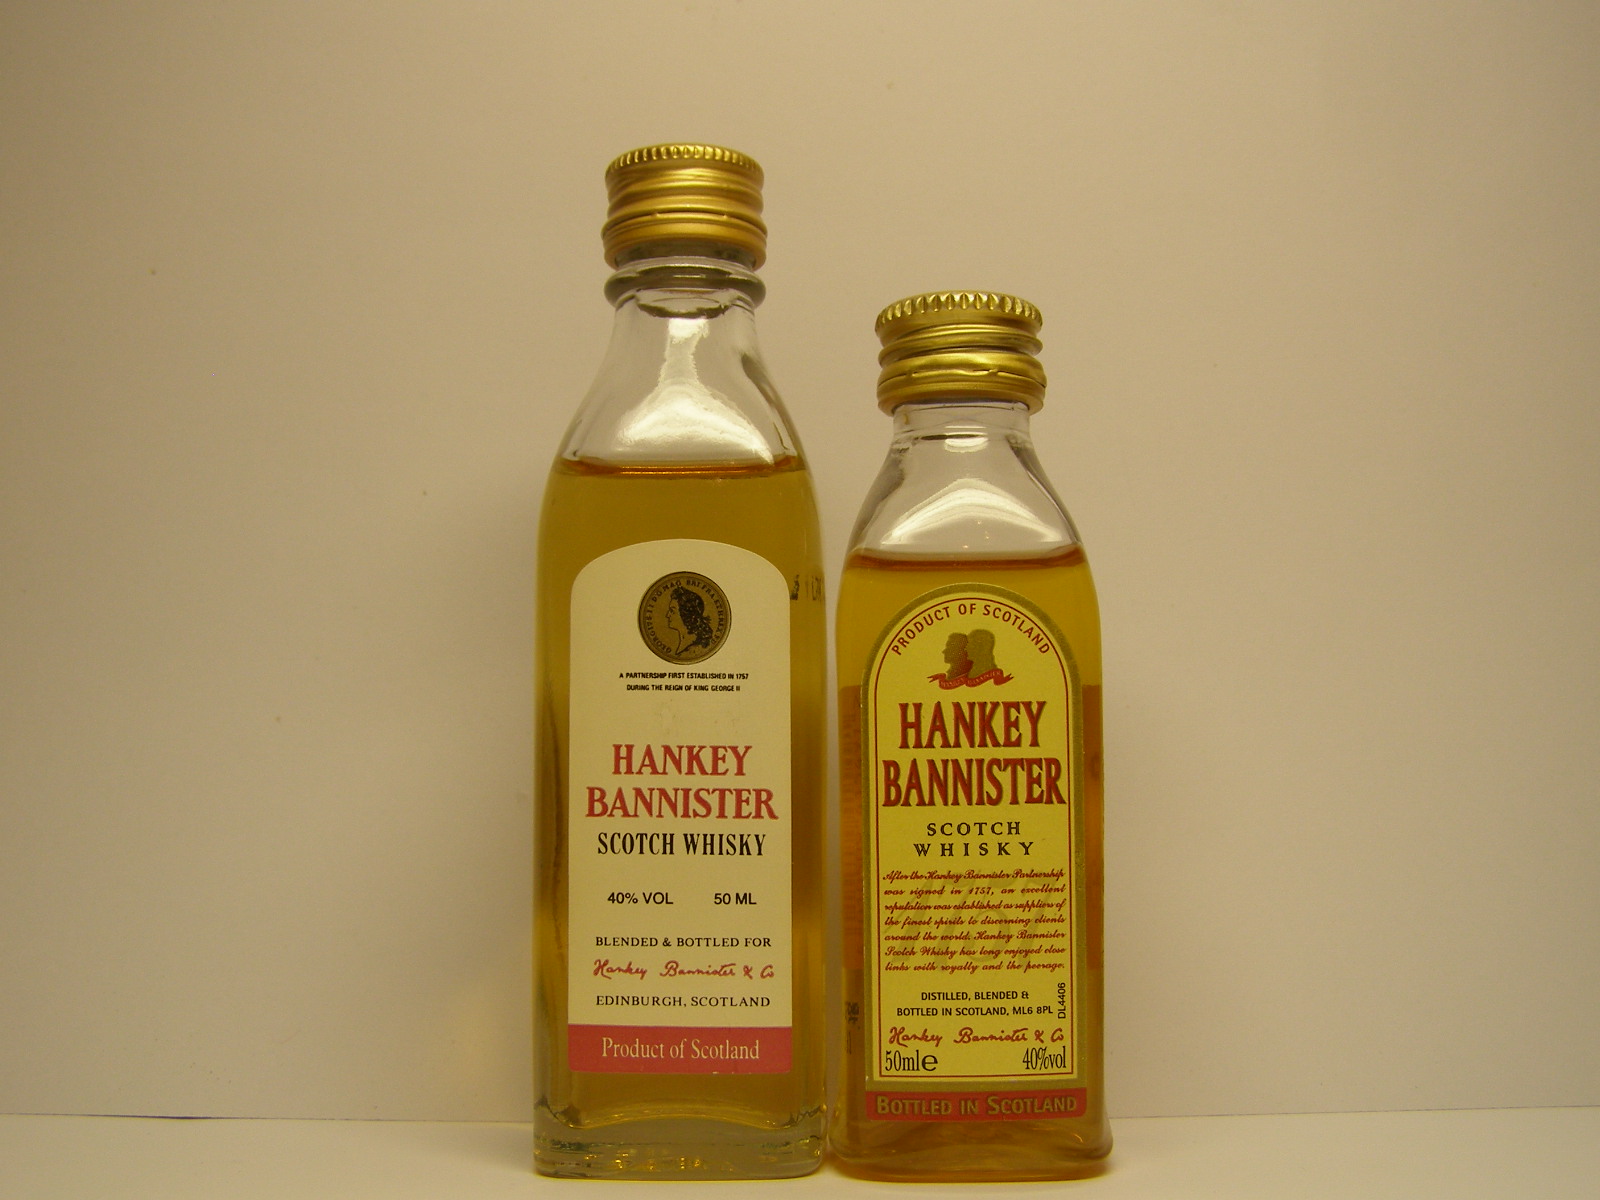 A PARTNERSHIP FIRST ESTABLISHED IN 1757
DURING THE REIGN OF KING GEORGE II
HANKEY
BANNISTER
SCOTCH WHISKY
40% VOL 50 ML
BLENDED & BOTTLED FOR
Hankey Bannister & Co
EDINBURGH, SCOTLAND
Product of Scotland
PRODUCT OF SCOTLAND
HANKEY BANNISTER
HANKEY
BANNISTER
SCOTCH
WHISKY
After the Hankey Bannister Partnership
was signed in 1757, an excellent
reputation was established as suppliers of
the finest spirits to discerning clients
around the world. Hankey Bannister
Scotch Whisky has long enjoyed close
links with royalty and the peerage.
DISTILLED, BLENDED &
BOTTLED IN SCOTLAND, ML6 8PL
DL4406
Hankey Bannister & Co
50ml e 40%vol
BOTTLED IN SCOTLAND